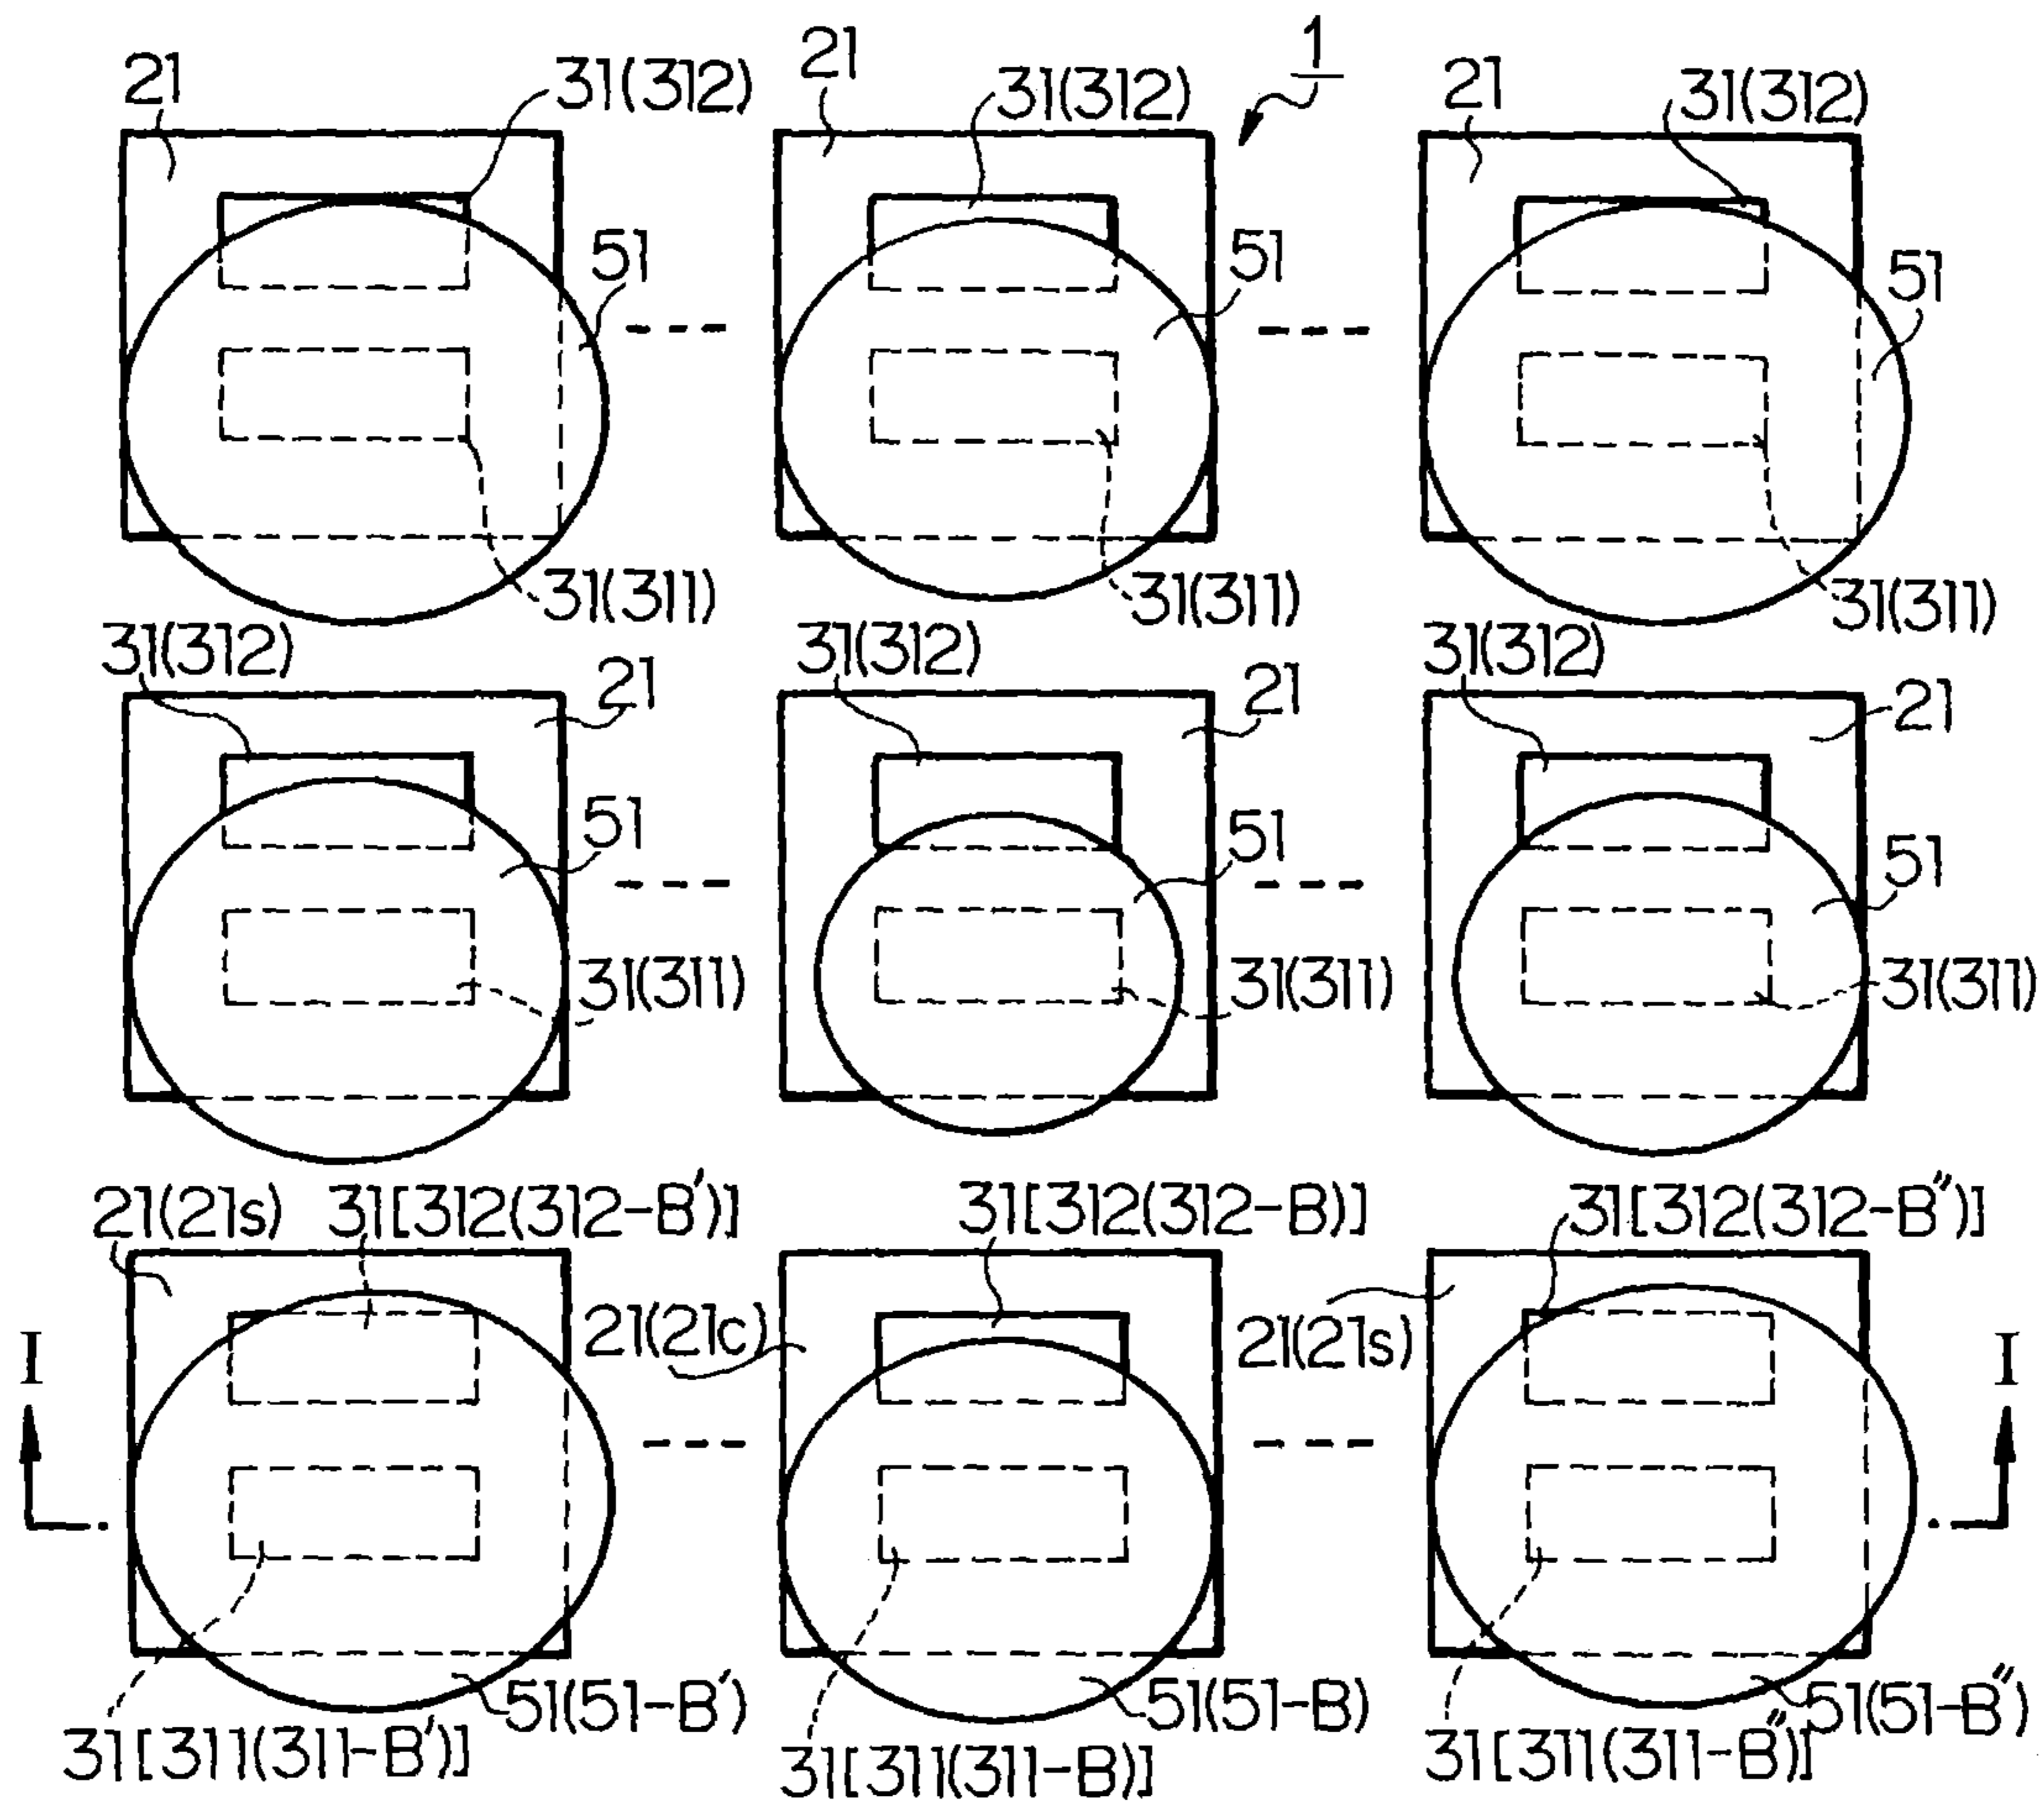 21 31(312) 21 31(312) 1 21 31(312)
51 51 51
31(311) 31(311) 31(311)
31(312) 21 31(312) 21 31(312) 21
51 51 51
31(311) 31(311) 31(311)
21(21s) 31[312(312-B′)] 31[312(312-B)] 31[312(312-B″)]
I 21(21c) 21(21s) I
51(51-B′) 51(51-B) 51(51-B″)
31[311(311-B′)] 31[311(311-B)] 31[311(311-B″)]